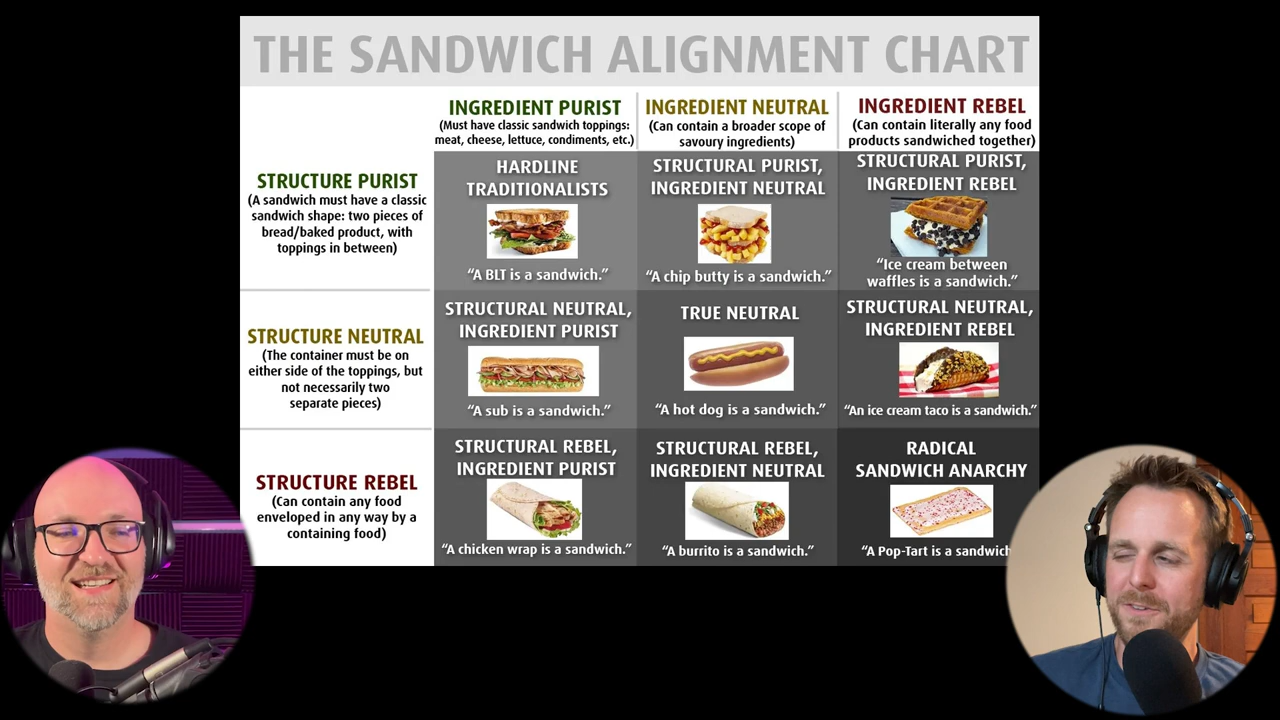 THE SANDWICH ALIGNMENT CHART
INGREDIENT PURIST
(Must have classic sandwich toppings:
meat, cheese, lettuce, condiments, etc.)
INGREDIENT NEUTRAL
(Can contain a broader scope of
savoury ingredients)
INGREDIENT REBEL
(Can contain literally any food
products sandwiched together)
STRUCTURE PURIST
(A sandwich must have a classic
sandwich shape: two pieces of
bread/baked product, with
toppings in between)
HARDLINE
TRADITIONALISTS
“A BLT is a sandwich.”
STRUCTURAL PURIST,
INGREDIENT NEUTRAL
“A chip butty is a sandwich.”
STRUCTURAL PURIST,
INGREDIENT REBEL
“Ice cream between
waffles is a sandwich.”
STRUCTURE NEUTRAL
(The container must be on
either side of the toppings, but
not necessarily two
separate pieces)
STRUCTURAL NEUTRAL,
INGREDIENT PURIST
“A sub is a sandwich.”
TRUE NEUTRAL
“A hot dog is a sandwich.”
STRUCTURAL NEUTRAL,
INGREDIENT REBEL
“An ice cream taco is a sandwich.”
STRUCTURE REBEL
(Can contain any food
enveloped in any way by a
containing food)
STRUCTURAL REBEL,
INGREDIENT PURIST
“A chicken wrap is a sandwich.”
STRUCTURAL REBEL,
INGREDIENT NEUTRAL
“A burrito is a sandwich.”
RADICAL
SANDWICH ANARCHY
“A Pop-Tart is a sandwich